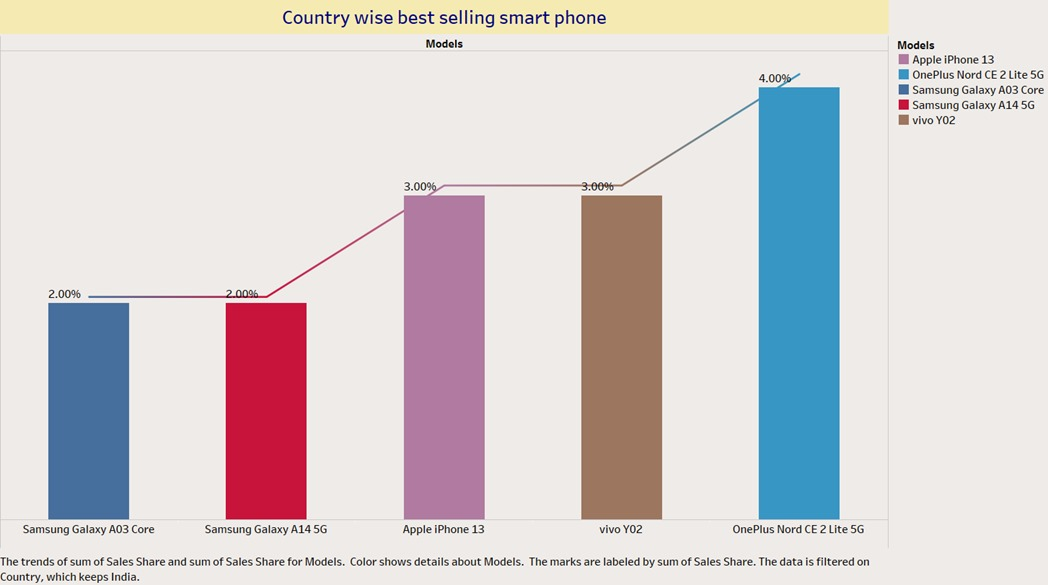 Country wise best selling smart phone
Models
Models
Apple iPhone 13
OnePlus Nord CE 2 Lite 5G
Samsung Galaxy A03 Core
Samsung Galaxy A14 5G
vivo Y02
4.00%
3.00%
3.00%
2.00%
2.00%
Samsung Galaxy A03 Core
Samsung Galaxy A14 5G
Apple iPhone 13
vivo Y02
OnePlus Nord CE 2 Lite 5G
The trends of sum of Sales Share and sum of Sales Share for Models.  Color shows details about Models.  The marks are labeled by sum of Sales Share. The data is filtered on
Country, which keeps India.